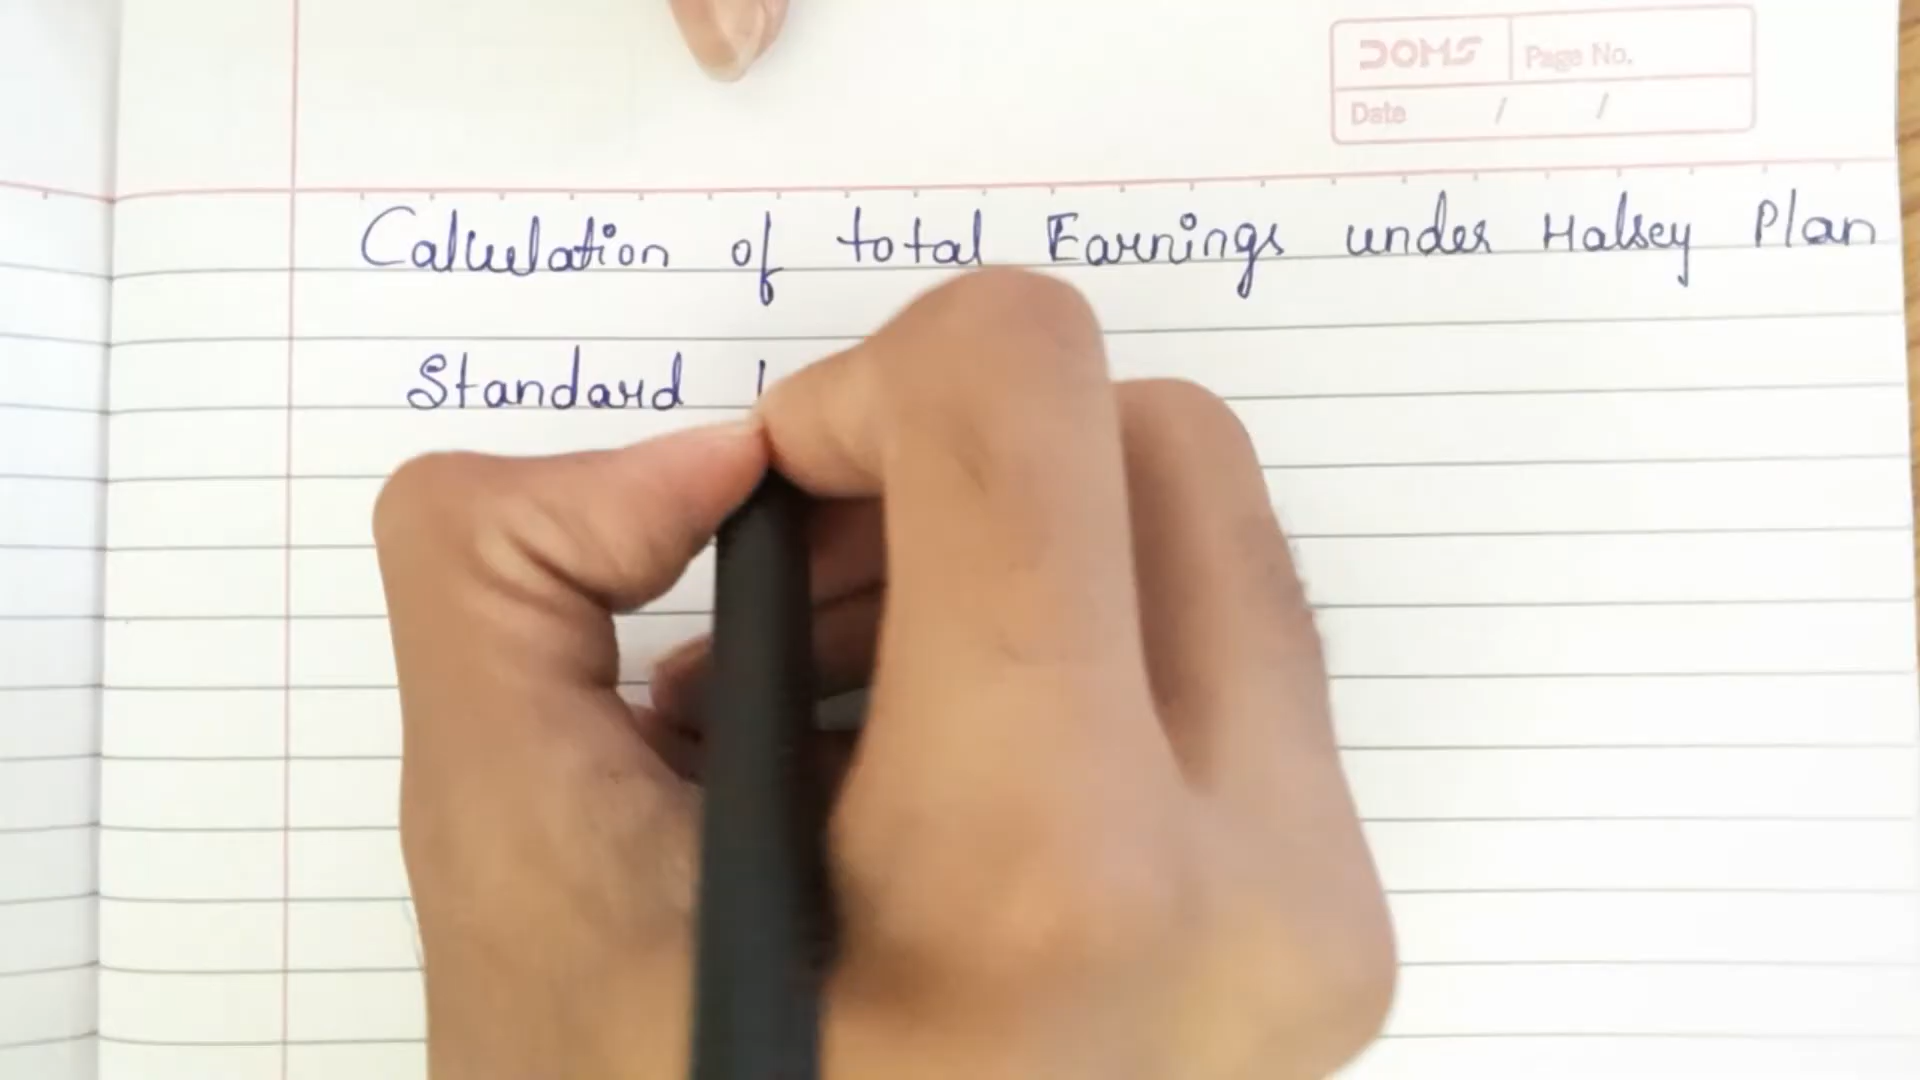 DOMS Page No.
Date / /
Calculation of total Earnings under Halsey Plan
Standard